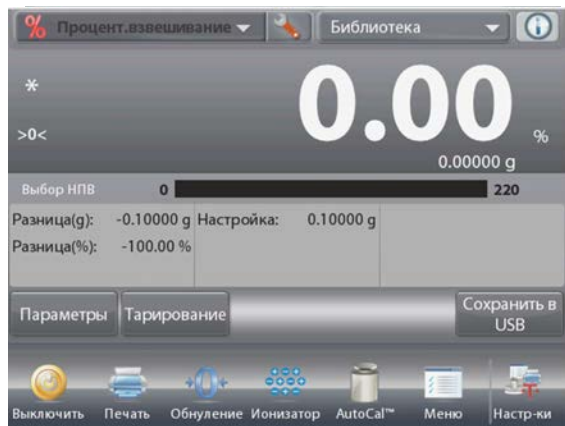 % Процент.взвешивание Библиотека
*
0.00 %
>0<
0.00000 g
Выбор НПВ 0 220
Разница(g): -0.10000 g Настройка: 0.10000 g
Разница(%): -100.00 %
Параметры Тарирование Сохранить в USB
Выключить Печать Обнуление Ионизатор AutoCal™ Меню Настр-ки